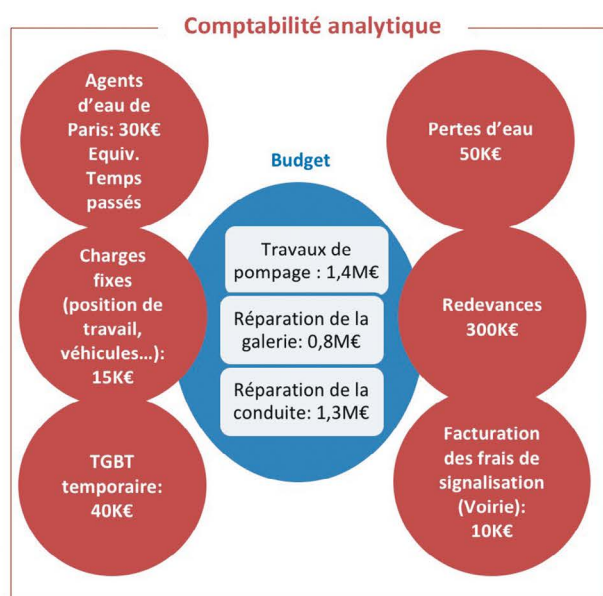 Comptabilité analytique
Agents
d’eau de
Paris: 30K€
Equiv.
Temps
passés
Charges
fixes
(position de
travail,
véhicules…):
15K€
TGBT
temporaire:
40K€
Budget
Travaux de
pompage : 1,4M€
Réparation de la
galerie: 0,8M€
Réparation de la
conduite: 1,3M€
Pertes d’eau
50K€
Redevances
300K€
Facturation
des frais de
signalisation
(Voirie):
10K€